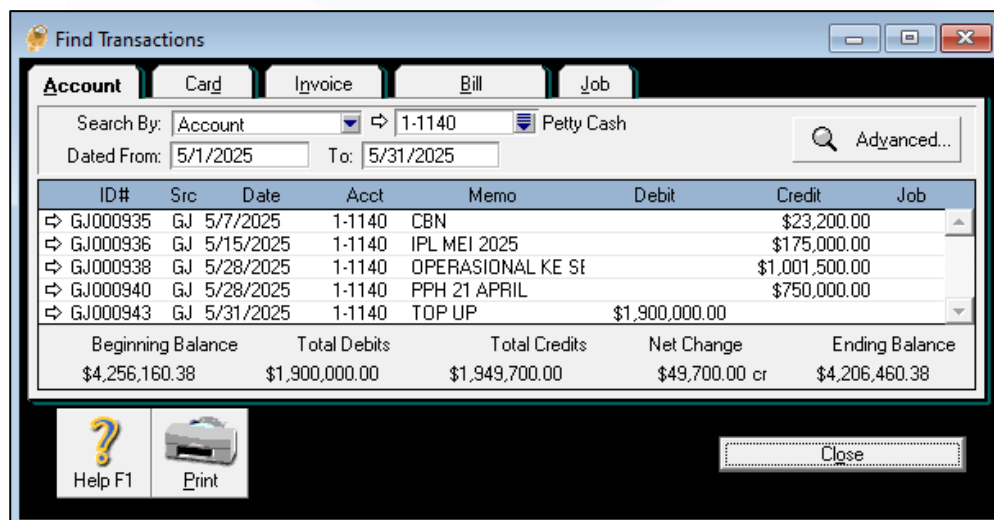 Find Transactions
Account Card Invoice Bill Job
Search By: Account 1-1140 Petty Cash
Advanced...
Dated From: 5/1/2025 To: 5/31/2025
ID# Src Date Acct Memo Debit Credit Job
GJ000935 GJ 5/7/2025 1-1140 CBN $23,200.00
GJ000936 GJ 5/15/2025 1-1140 IPL MEI 2025 $175,000.00
GJ000938 GJ 5/28/2025 1-1140 OPERASIONAL KE SE $1,001,500.00
GJ000940 GJ 5/28/2025 1-1140 PPH 21 APRIL $750,000.00
GJ000943 GJ 5/31/2025 1-1140 TOP UP $1,900,000.00
Beginning Balance Total Debits Total Credits Net Change Ending Balance
$4,256,160.38 $1,900,000.00 $1,949,700.00 $49,700.00 cr $4,206,460.38
Help F1 Print Close